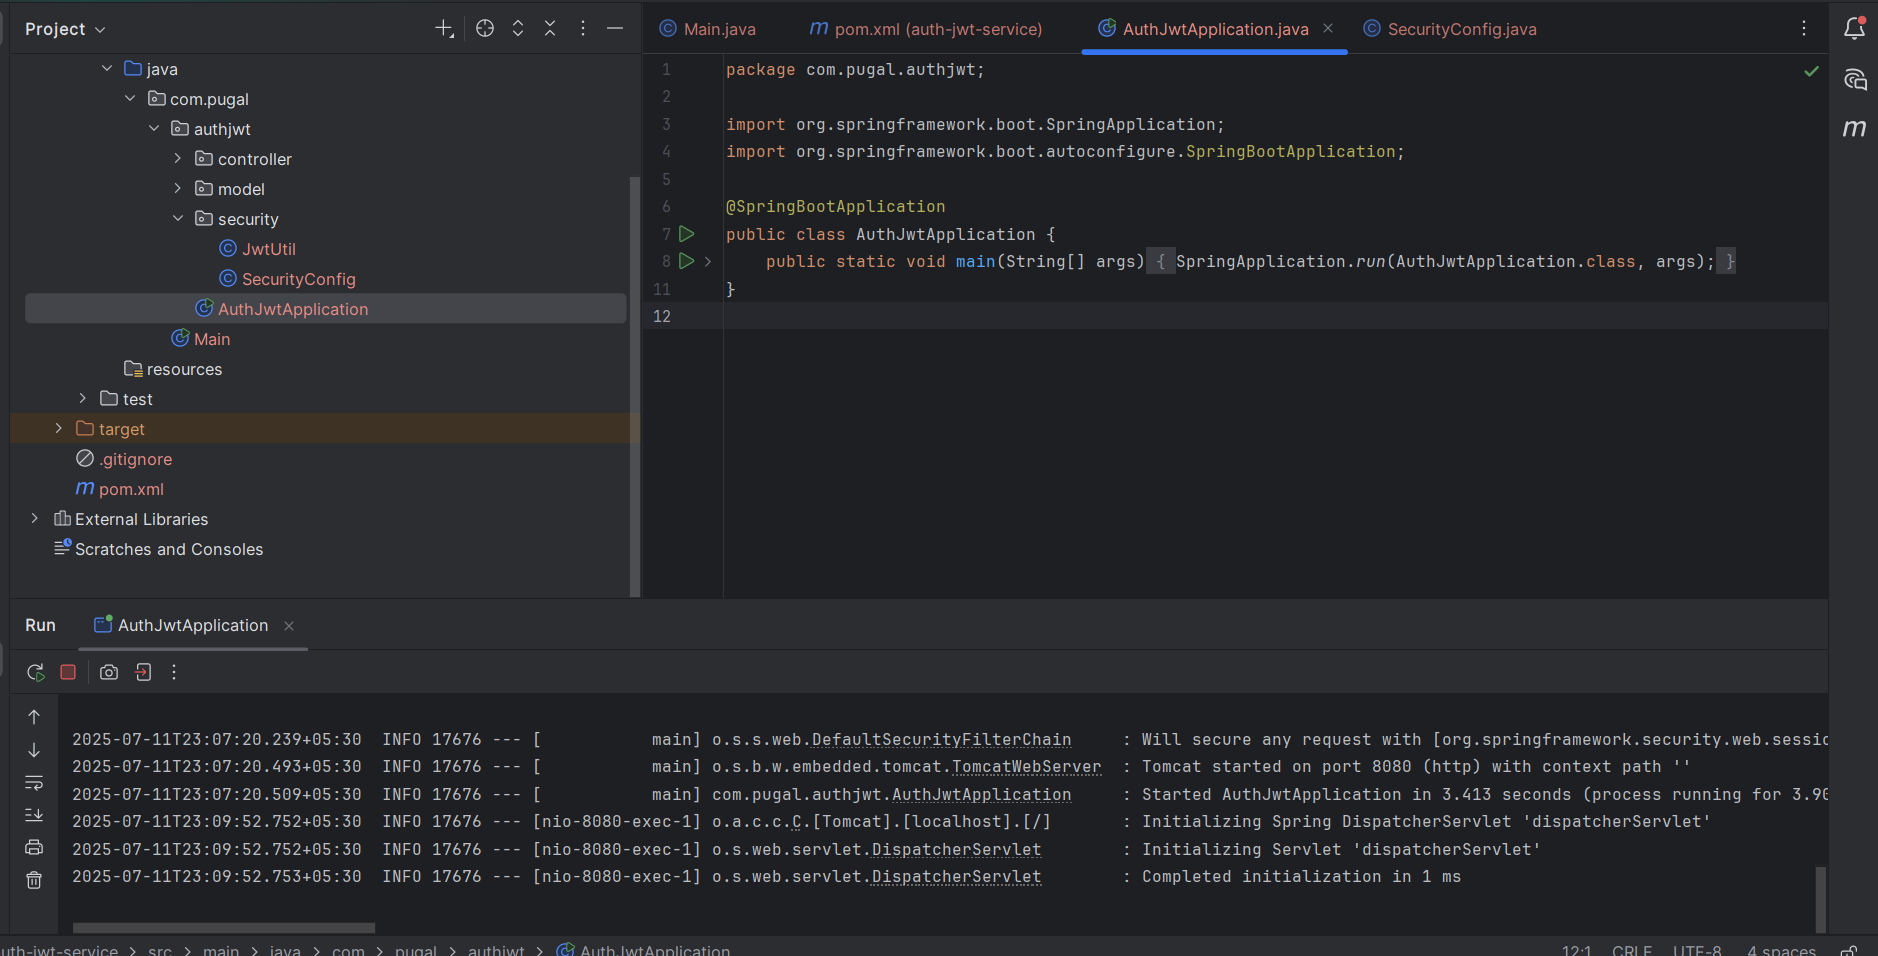 Project
Main.java
pom.xml (auth-jwt-service)
AuthJwtApplication.java
SecurityConfig.java
java
com.pugal
authjwt
controller
model
security
JwtUtil
SecurityConfig
AuthJwtApplication
Main
resources
test
target
.gitignore
pom.xml
External Libraries
Scratches and Consoles
1 package com.pugal.authjwt;
2
3 import org.springframework.boot.SpringApplication;
4 import org.springframework.boot.autoconfigure.SpringBootApplication;
5
6 @SpringBootApplication
7 public class AuthJwtApplication {
8 public static void main(String[] args) { SpringApplication.run(AuthJwtApplication.class, args); }
11 }
12
Run
AuthJwtApplication
2025-07-11T23:07:20.239+05:30 INFO 17676 --- [ main] o.s.s.web.DefaultSecurityFilterChain : Will secure any request with [org.springframework.security.web.sessio
2025-07-11T23:07:20.493+05:30 INFO 17676 --- [ main] o.s.b.w.embedded.tomcat.TomcatWebServer : Tomcat started on port 8080 (http) with context path ''
2025-07-11T23:07:20.509+05:30 INFO 17676 --- [ main] com.pugal.authjwt.AuthJwtApplication : Started AuthJwtApplication in 3.413 seconds (process running for 3.90
2025-07-11T23:09:52.752+05:30 INFO 17676 --- [nio-8080-exec-1] o.a.c.c.C.[Tomcat].[localhost].[/] : Initializing Spring DispatcherServlet 'dispatcherServlet'
2025-07-11T23:09:52.752+05:30 INFO 17676 --- [nio-8080-exec-1] o.s.web.servlet.DispatcherServlet : Initializing Servlet 'dispatcherServlet'
2025-07-11T23:09:52.753+05:30 INFO 17676 --- [nio-8080-exec-1] o.s.web.servlet.DispatcherServlet : Completed initialization in 1 ms
uth-jwt-service > src > main > java > com > pugal > authjwt > AuthJwtApplication
12:1 CRLF UTF-8 4 spaces